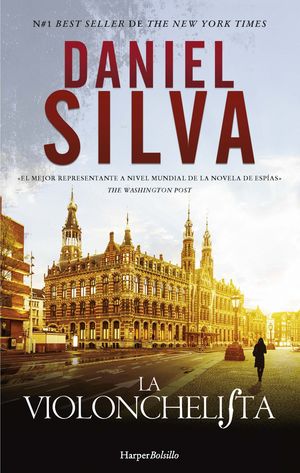 Nº1 BEST SELLER DE THE NEW YORK TIMES
DANIEL
SILVA
«EL MEJOR REPRESENTANTE A NIVEL MUNDIAL DE LA NOVELA DE ESPÍAS»
THE WASHINGTON POST
LA
VIOLONCHELISTA
HarperBolsillo